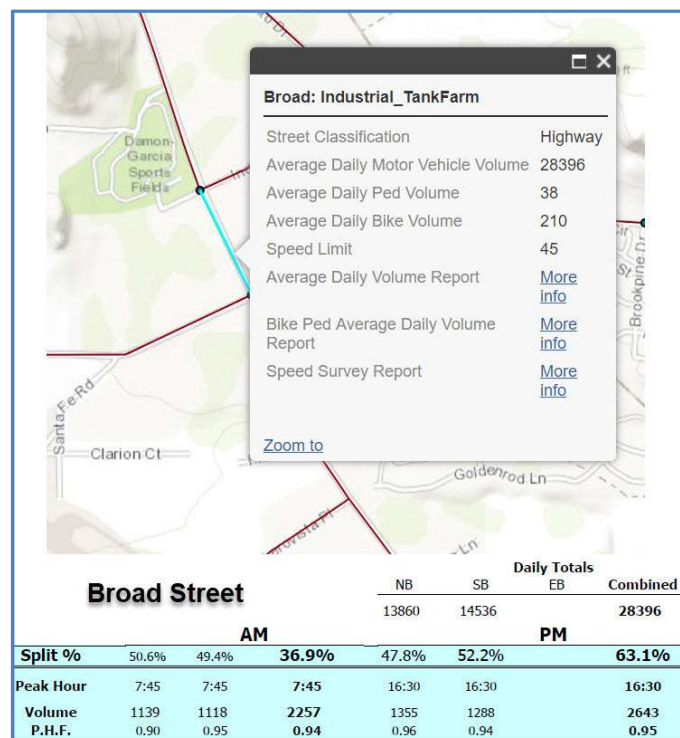 ft
Broad: Industrial_TankFarm
Street Classification Highway
Average Daily Motor Vehicle Volume 28396
Average Daily Ped Volume 38
Average Daily Bike Volume 210
Speed Limit 45
Average Daily Volume Report More info
Bike Ped Average Daily Volume Report More info
Speed Survey Report More info
Zoom to
Damon-
Garcia
Sports
Fields
Cir
St
Brookpine Dr
Santa Fe Rd
Clarion Ct
Goldenrod Ln
Ln
Daily Totals
Broad Street
NB SB EB Combined
13860 14536 28396
AM PM
Split % 50.6% 49.4% 36.9% 47.8% 52.2% 63.1%
Peak Hour 7:45 7:45 7:45 16:30 16:30 16:30
Volume 1139 1118 2257 1355 1288 2643
P.H.F. 0.90 0.95 0.94 0.96 0.94 0.95